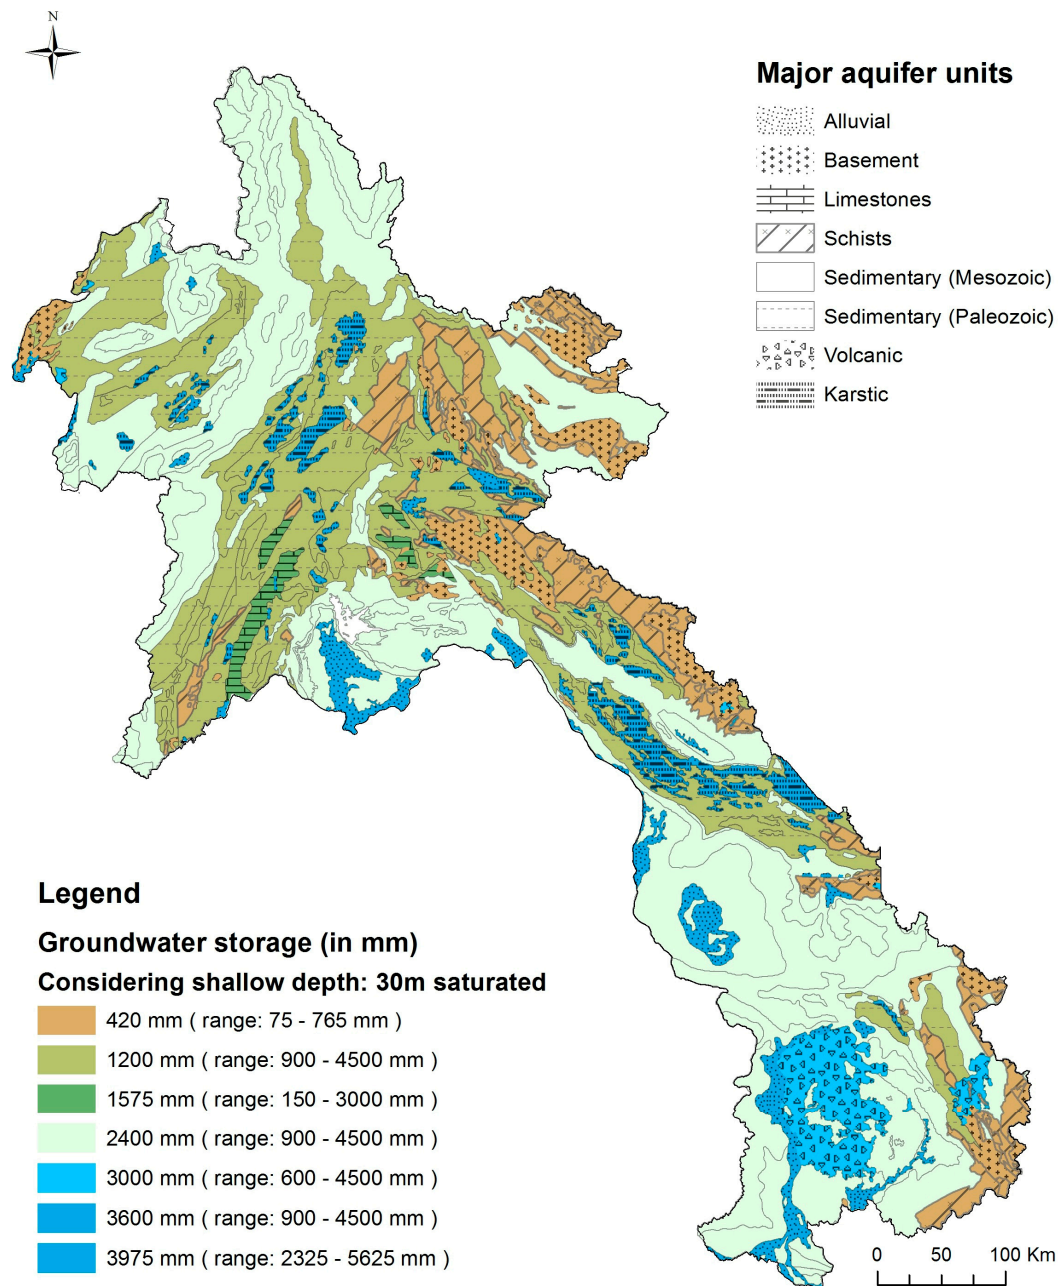 N
Major aquifer units
Alluvial
Basement
Limestones
Schists
Sedimentary (Mesozoic)
Sedimentary (Paleozoic)
Volcanic
Karstic
Legend
Groundwater storage (in mm)
Considering shallow depth: 30m saturated
420 mm ( range: 75 - 765 mm )
1200 mm ( range: 900 - 4500 mm )
1575 mm ( range: 150 - 3000 mm )
2400 mm ( range: 900 - 4500 mm )
3000 mm ( range: 600 - 4500 mm )
3600 mm ( range: 900 - 4500 mm )
3975 mm ( range: 2325 - 5625 mm )
0 50 100 Km